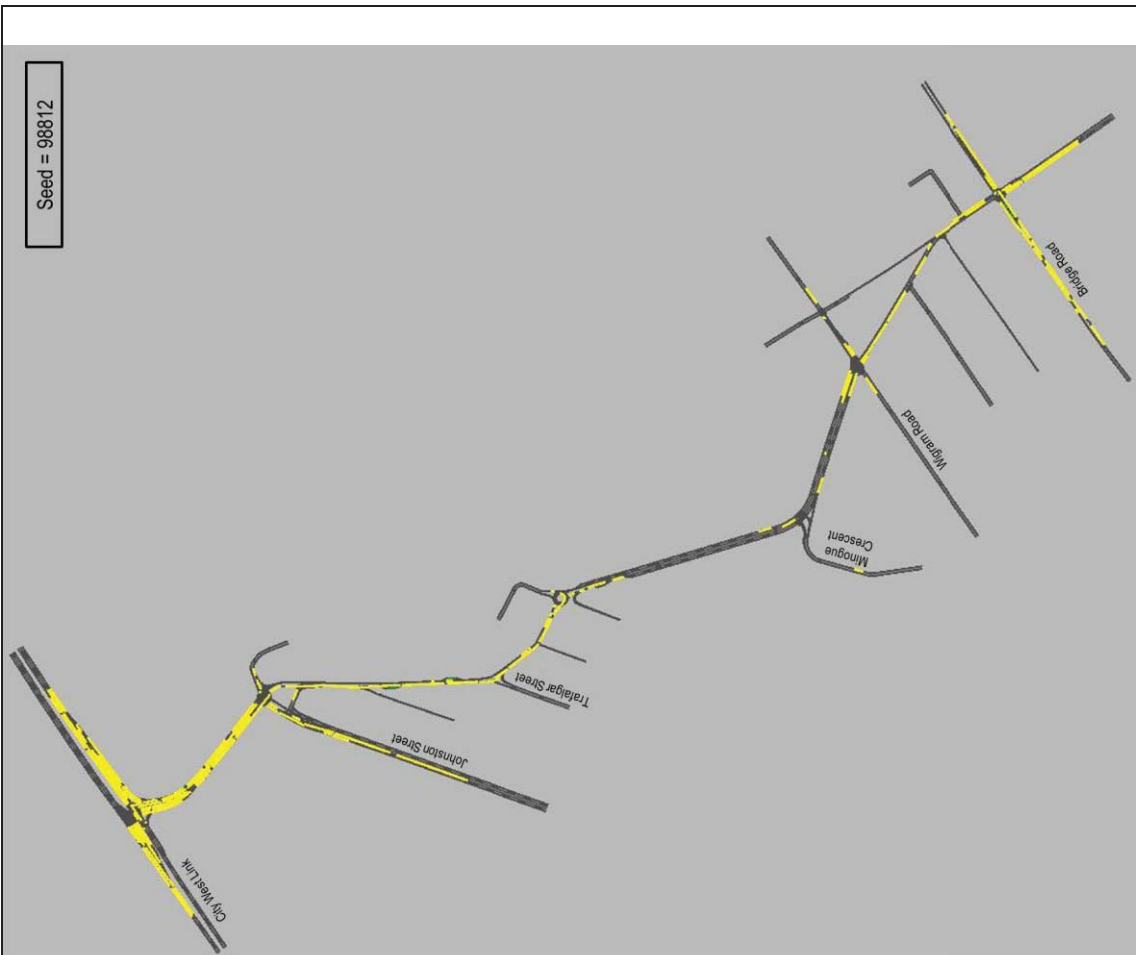 Seed = 98812
Bridge Road
Wigram Road
Minogue
Crescent
Trafalgar Street
Johnston Street
City West Link